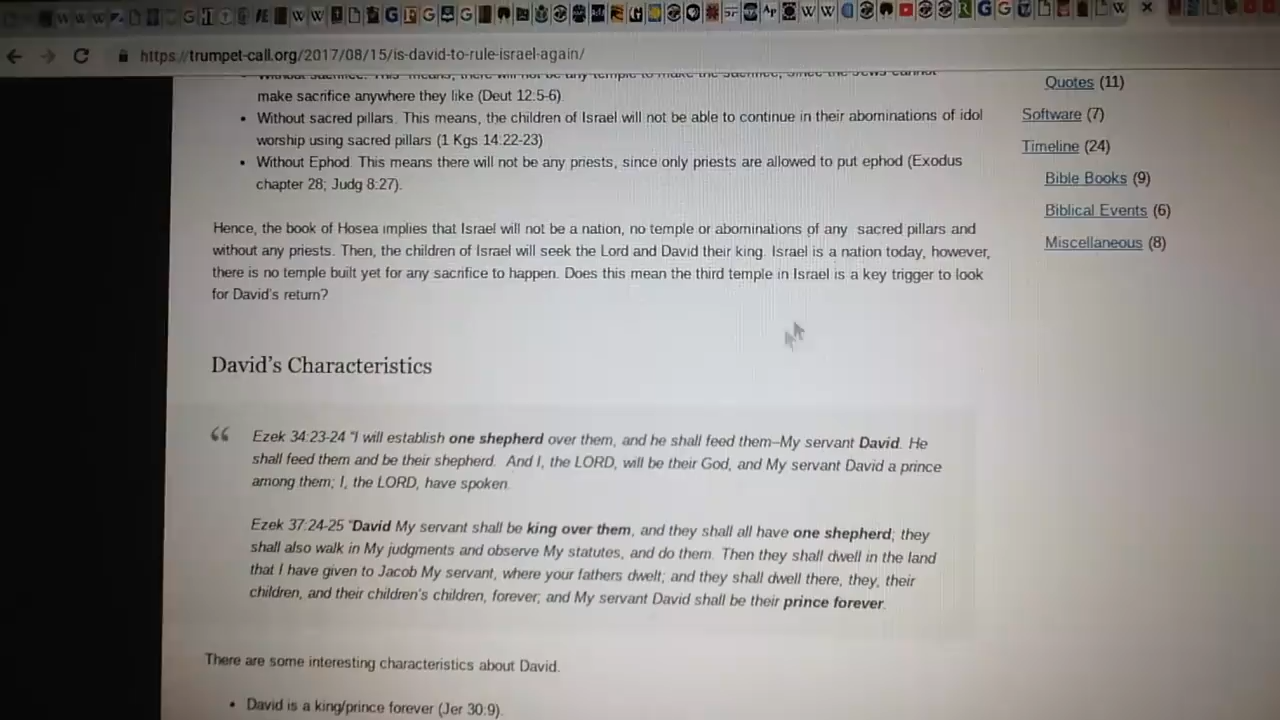 https://trumpet-call.org/2017/08/15/is-david-to-rule-israel-again/
make sacrifice anywhere they like (Deut 12:5-6).
• Without sacred pillars. This means, the children of Israel will not be able to continue in their abominations of idol
worship using sacred pillars (1 Kgs 14:22-23)
• Without Ephod. This means there will not be any priests, since only priests are allowed to put ephod (Exodus
chapter 28; Judg 8:27).
Hence, the book of Hosea implies that Israel will not be a nation, no temple or abominations of any sacred pillars and
without any priests. Then, the children of Israel will seek the Lord and David their king. Israel is a nation today, however,
there is no temple built yet for any sacrifice to happen. Does this mean the third temple in Israel is a key trigger to look
for David's return?
David's Characteristics
Ezek 34:23-24 "I will establish one shepherd over them, and he shall feed them–My servant David. He
shall feed them and be their shepherd. And I, the LORD, will be their God, and My servant David a prince
among them; I, the LORD, have spoken.
Ezek 37:24-25 "David My servant shall be king over them, and they shall all have one shepherd; they
shall also walk in My judgments and observe My statutes, and do them. Then they shall dwell in the land
that I have given to Jacob My servant, where your fathers dwelt; and they shall dwell there, they, their
children, and their children's children, forever; and My servant David shall be their prince forever.
There are some interesting characteristics about David.
• David is a king/prince forever (Jer 30:9).
Quotes (11)
Software (7)
Timeline (24)
Bible Books (9)
Biblical Events (6)
Miscellaneous (8)